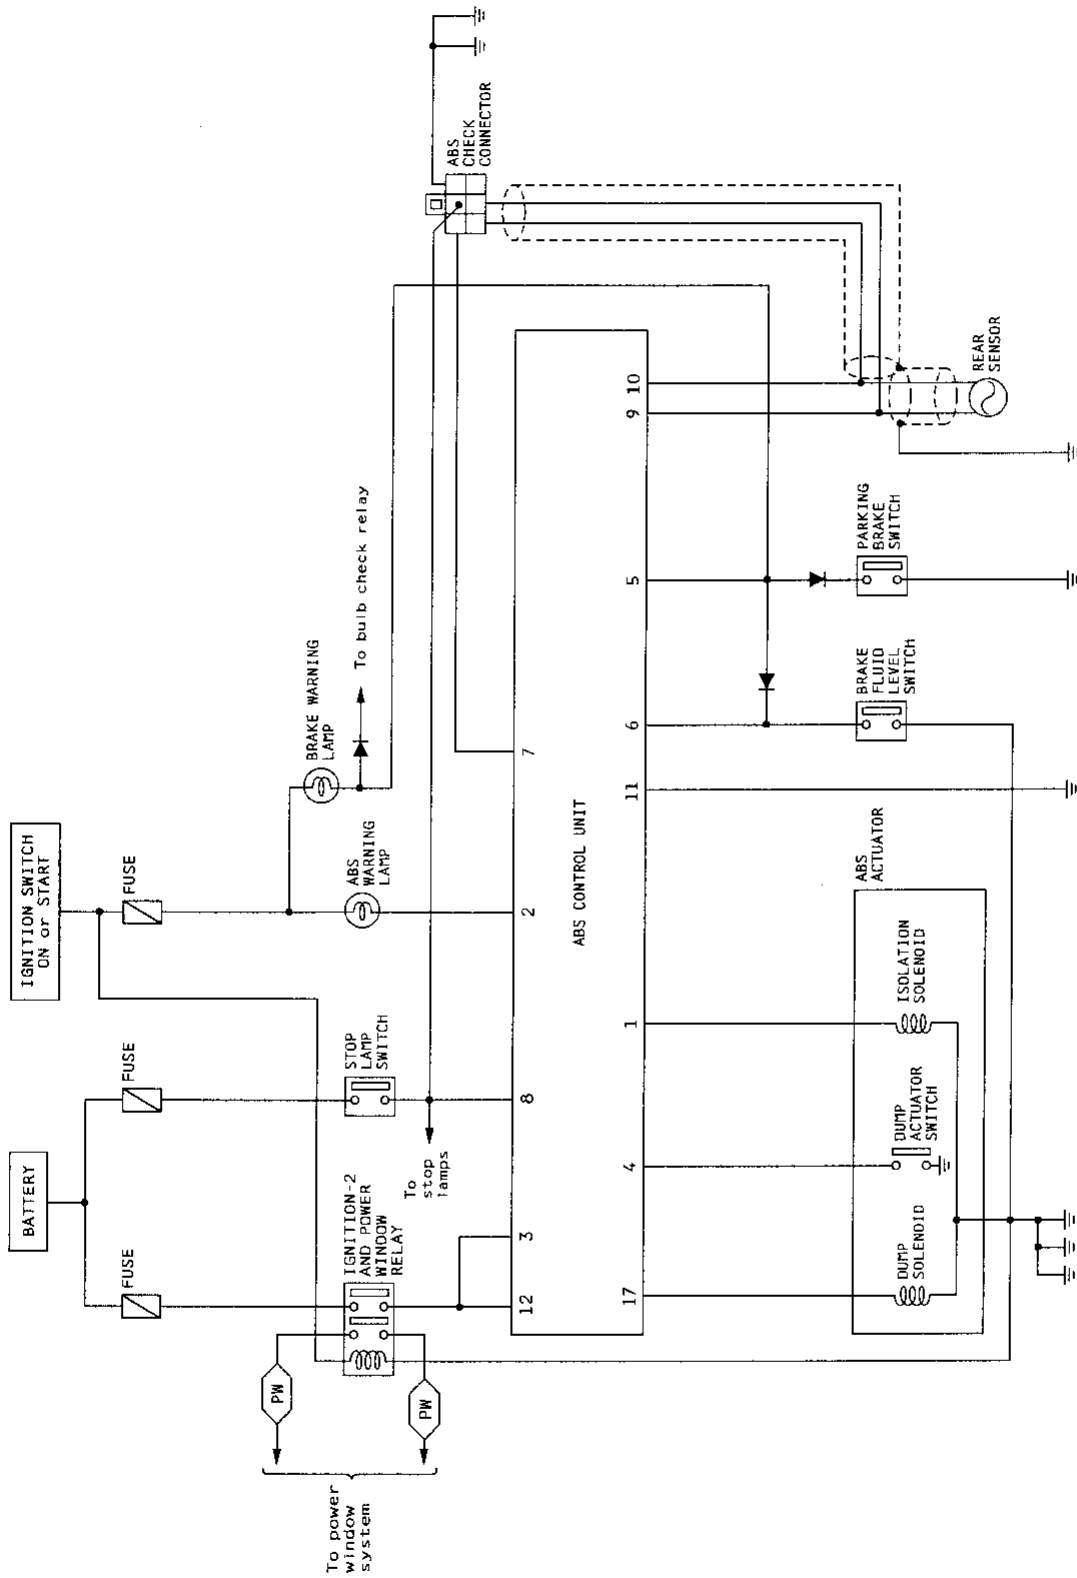 BATTERY
IGNITION SWITCH
ON or START
FUSE
FUSE
FUSE
IGNITION-2
AND POWER
WINDOW
RELAY
STOP
LAMP
SWITCH
ABS
WARNING
LAMP
BRAKE WARNING
LAMP
To bulb check relay
ABS
CHECK
CONNECTOR
PW
PW
To power
window
system
To
stop
lamps
12
3
8
2
7
ABS CONTROL UNIT
17
4
1
11
6
5
9
10
ABS
ACTUATOR
DUMP
SOLENOID
DUMP
ACTUATOR
SWITCH
ISOLATION
SOLENOID
BRAKE
FLUID
LEVEL
SWITCH
PARKING
BRAKE
SWITCH
REAR
SENSOR